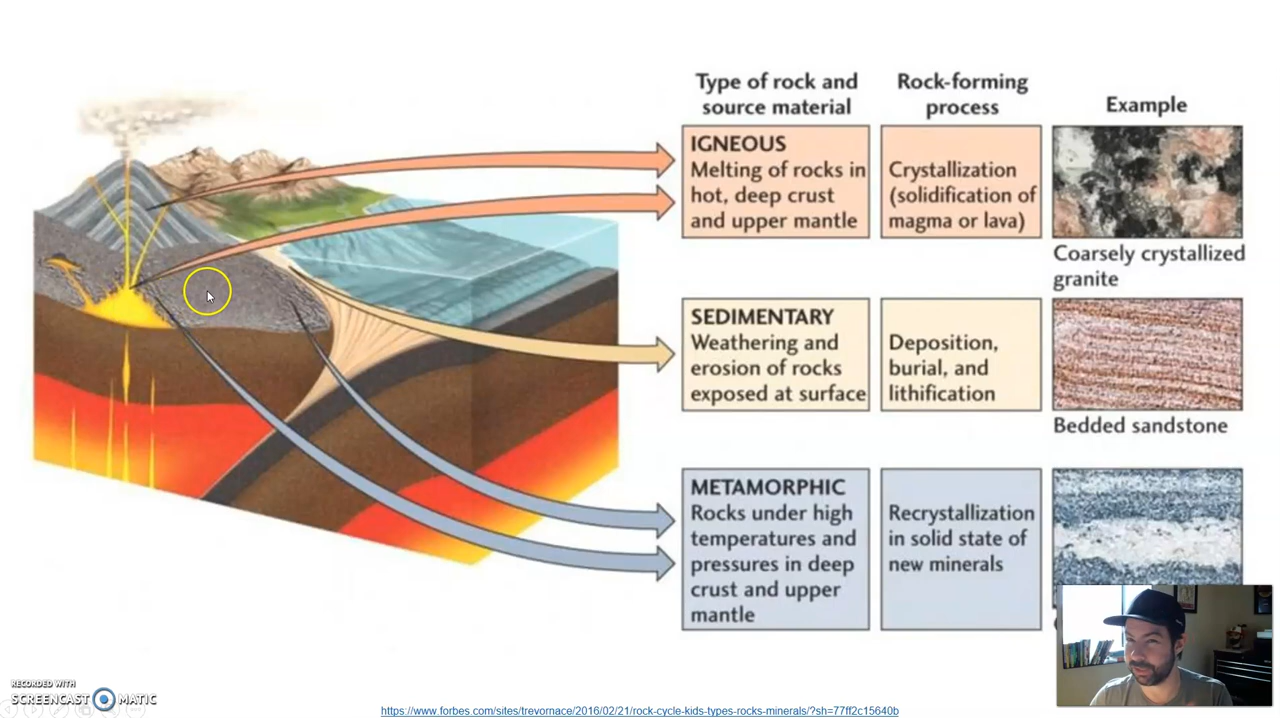 Type of rock and
source material
Rock-forming
process
Example
IGNEOUS
Melting of rocks in
hot, deep crust
and upper mantle
Crystallization
(solidification of
magma or lava)
Coarsely crystallized
granite
SEDIMENTARY
Weathering and
erosion of rocks
exposed at surface
Deposition,
burial, and
lithification
Bedded sandstone
METAMORPHIC
Rocks under high
temperatures and
pressures in deep
crust and upper
mantle
Recrystallization
in solid state of
new minerals
RECORDED WITH
SCREENCAST MATIC
https://www.forbes.com/sites/trevornace/2016/02/21/rock-cycle-kids-types-rocks-minerals/?sh=77ff2c15640b